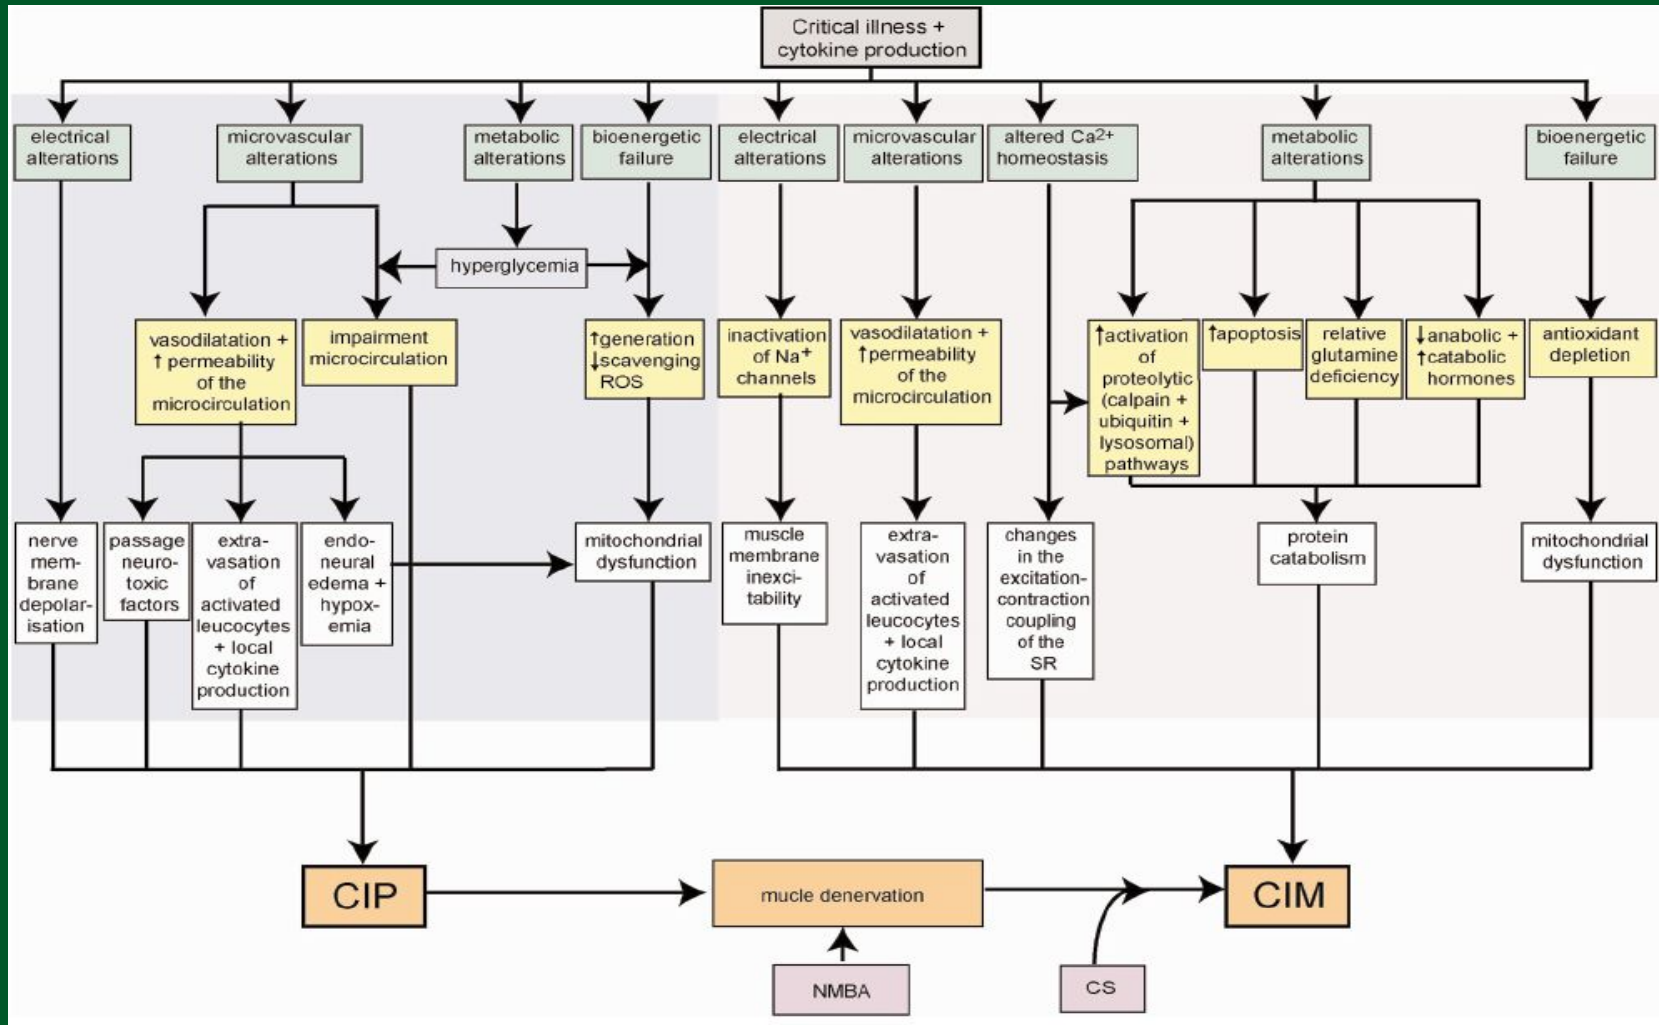 Critical illness +
cytokine production
electrical
alterations
microvascular
alterations
metabolic
alterations
bioenergetic
failure
electrical
alterations
microvascular
alterations
altered Ca2+
homeostasis
metabolic
alterations
bioenergetic
failure
hyperglycemia
vasodilatation +
↑ permeability
of the
microcirculation
impairment
microcirculation
↑generation
↓scavenging
ROS
inactivation
of Na+
channels
vasodilatation +
↑permeability
of the
microcirculation
↑activation
of
proteolytic
(calpain +
ubiquitin +
lysosomal)
pathways
↑apoptosis
relative
glutamine
deficiency
↓anabolic +
↑catabolic
hormones
antioxidant
depletion
nerve
mem-
brane
depolar-
isation
passage
neuro-
toxic
factors
extra-
vasation
of
activated
leucocytes
+ local
cytokine
production
endo-
neural
edema +
hypox-
emia
mitochondrial
dysfunction
muscle
membrane
inexci-
tability
extra-
vasation
of
activated
leucocytes
+ local
cytokine
production
changes
in the
excitation-
contraction
coupling
of the
SR
protein
catabolism
mitochondrial
dysfunction
CIP
mucle denervation
CIM
NMBA
CS